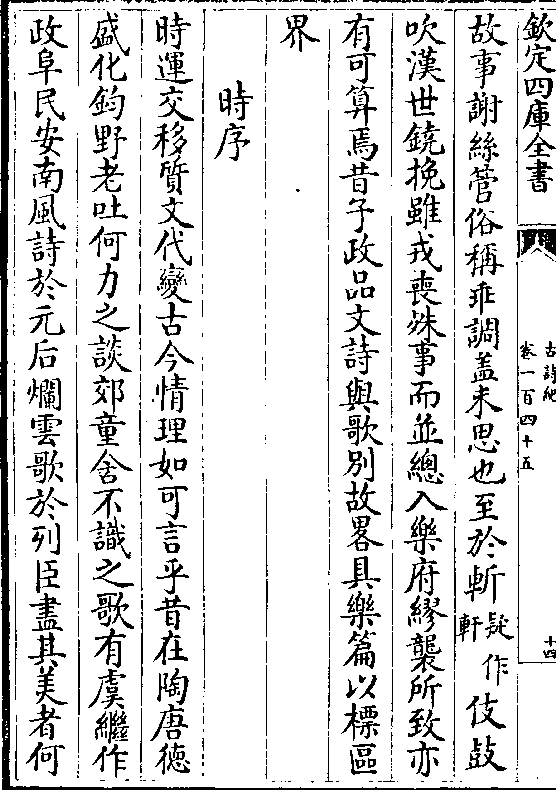 欽定四庫全書
古詩紀
卷一百四十五
十四
故事謝絲管俗稱乖調蓋未思也至於斬疑作軒伎鼓
吹漢世鐃挽雖戎喪殊事而並總入樂府繆襲所致亦
有可算焉昔子政品文詩與歌別故畧具樂篇以標區
界
時序
時運交移質文代變古今情理如可言乎昔在陶唐德
盛化鈞野老吐何力之談郊童含不識之歌有虞繼作
政阜民安南風詩於元后爛雲歌於列臣盡其美者何